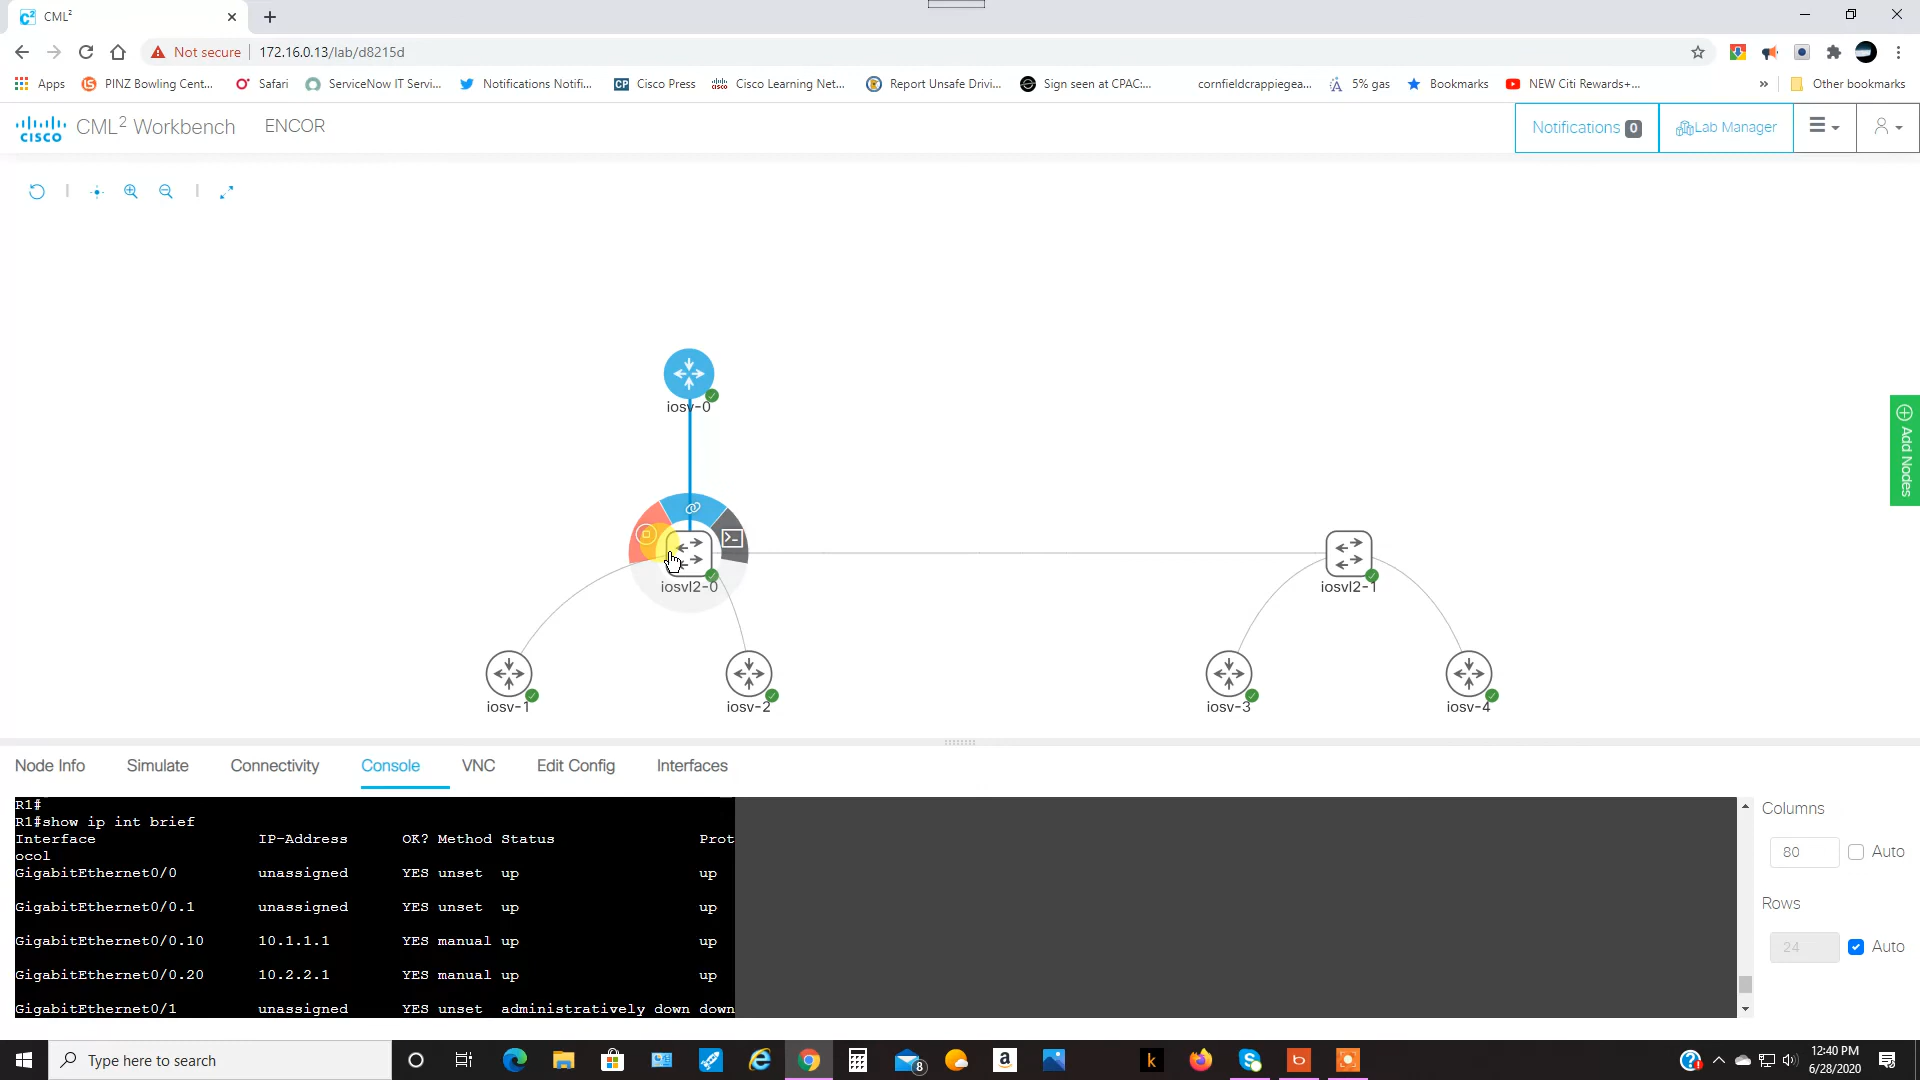 CML²
Not secure
172.16.0.13/lab/d8215d
Apps
PINZ Bowling Cent...
Safari
ServiceNow IT Servi...
Notifications Notifi...
Cisco Press
Cisco Learning Net...
Report Unsafe Drivi...
Sign seen at CPAC:...
cornfieldcrappiegea...
5% gas
Bookmarks
NEW Citi Rewards+...
»
Other bookmarks
CISCO
CML² Workbench
ENCOR
Notifications 0
Lab Manager
iosv-0
iosvl2-0
iosvl2-1
iosv-1
iosv-2
iosv-3
iosv-4
Add Nodes
Node Info
Simulate
Connectivity
Console
VNC
Edit Config
Interfaces
R1#
R1#show ip int brief
Interface IP-Address OK? Method Status Prot
ocol
GigabitEthernet0/0 unassigned YES unset up up
GigabitEthernet0/0.1 unassigned YES unset up up
GigabitEthernet0/0.10 10.1.1.1 YES manual up up
GigabitEthernet0/0.20 10.2.2.1 YES manual up up
GigabitEthernet0/1 unassigned YES unset administratively down down
Columns
80
Auto
Rows
24
Auto
Type here to search
8
12:40 PM
6/28/2020